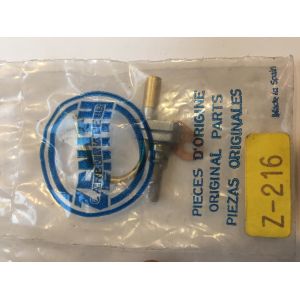 PIECES D'ORIGINE
ORIGINAL PARTS
PIEZAS ORIGINALES
Made in Spain
Z-216